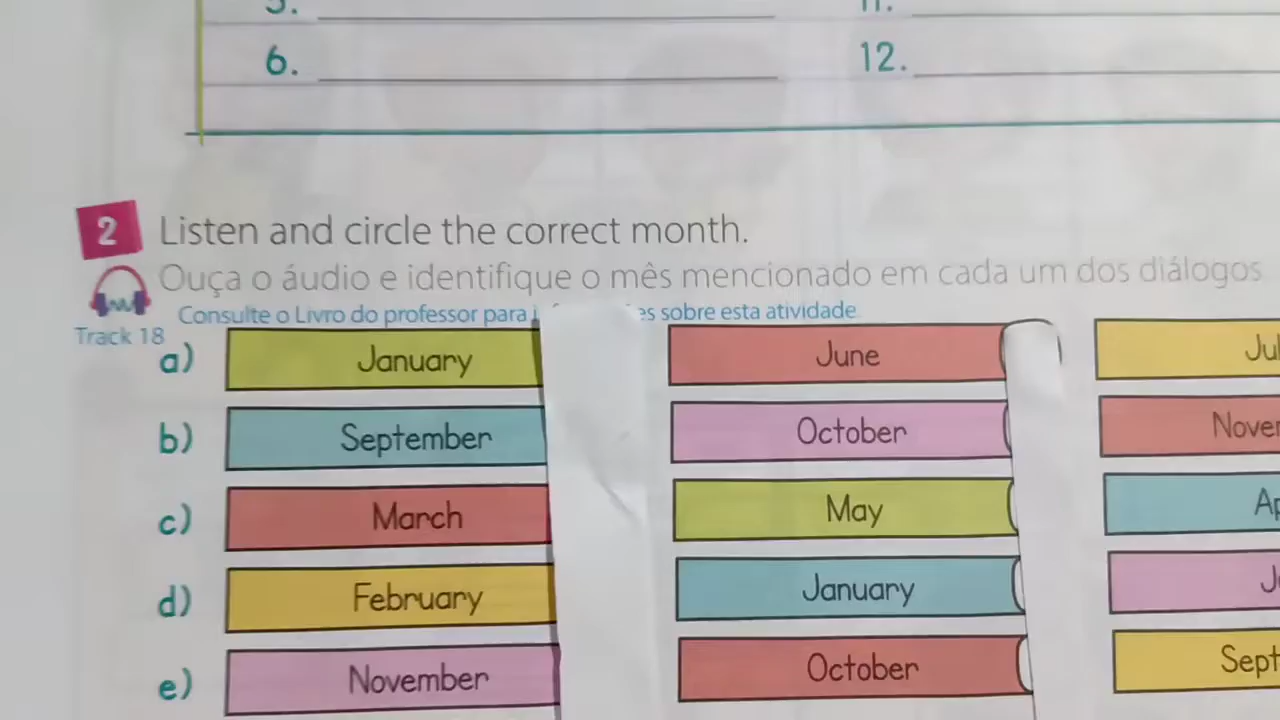 6.
12.
2 Listen and circle the correct month.
Ouça o áudio e identifique o mês mencionado em cada um dos diálogos
Consulte o Livro do professor para sobre esta atividade
Track 18
a) January June
b) September October
c) March May
d) February January
e) November October